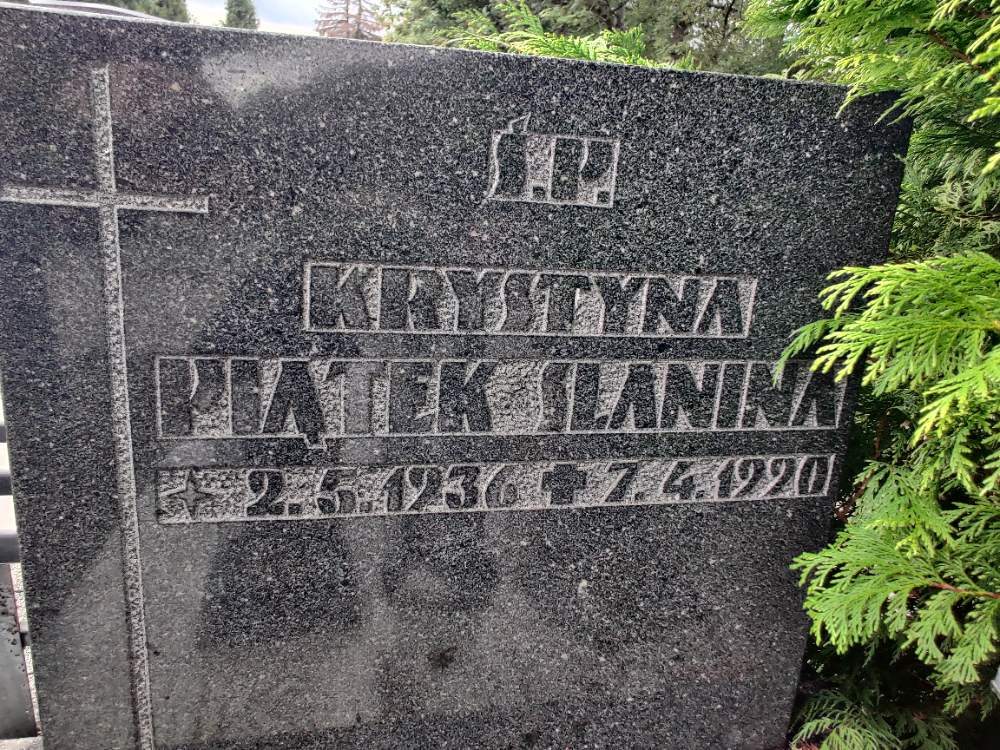 Ś.P.
KRYSTYNA
PIĄTEK SLANINA
2.5.1936 7.4.1990